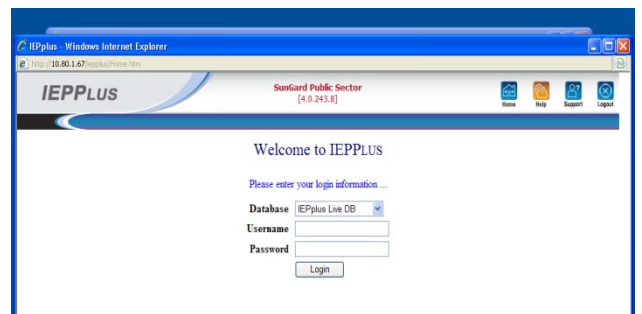 IEPplus - Windows Internet Explorer
http://10.80.1.67/iepplus/Home.htm
IEPPLUS
SunGard Public Sector
[4.0.243.8]
Home Help Support Logout
Welcome to IEPPLUS
Please enter your login information ...
Database IEPplus Live DB
Username
Password
Login